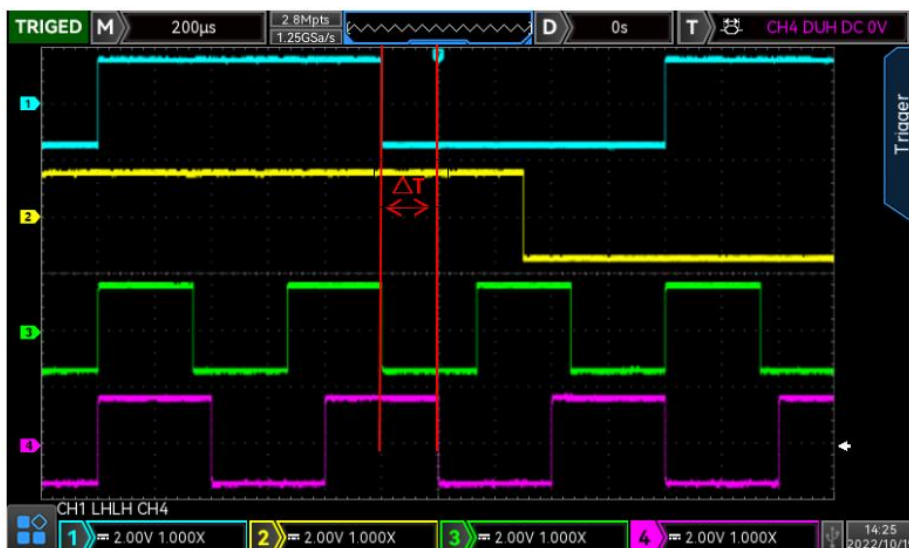 TRIGED M 200μs 2 8Mpts D 0s T CH4 DUH DC 0V
1.25GSa/s
Trigger
1
2
ΔT
3
4
CH1 LHLH CH4
1 2.00V 1.000X 2 2.00V 1.000X 3 2.00V 1.000X 4 2.00V 1.000X 14:25
2022/10/19